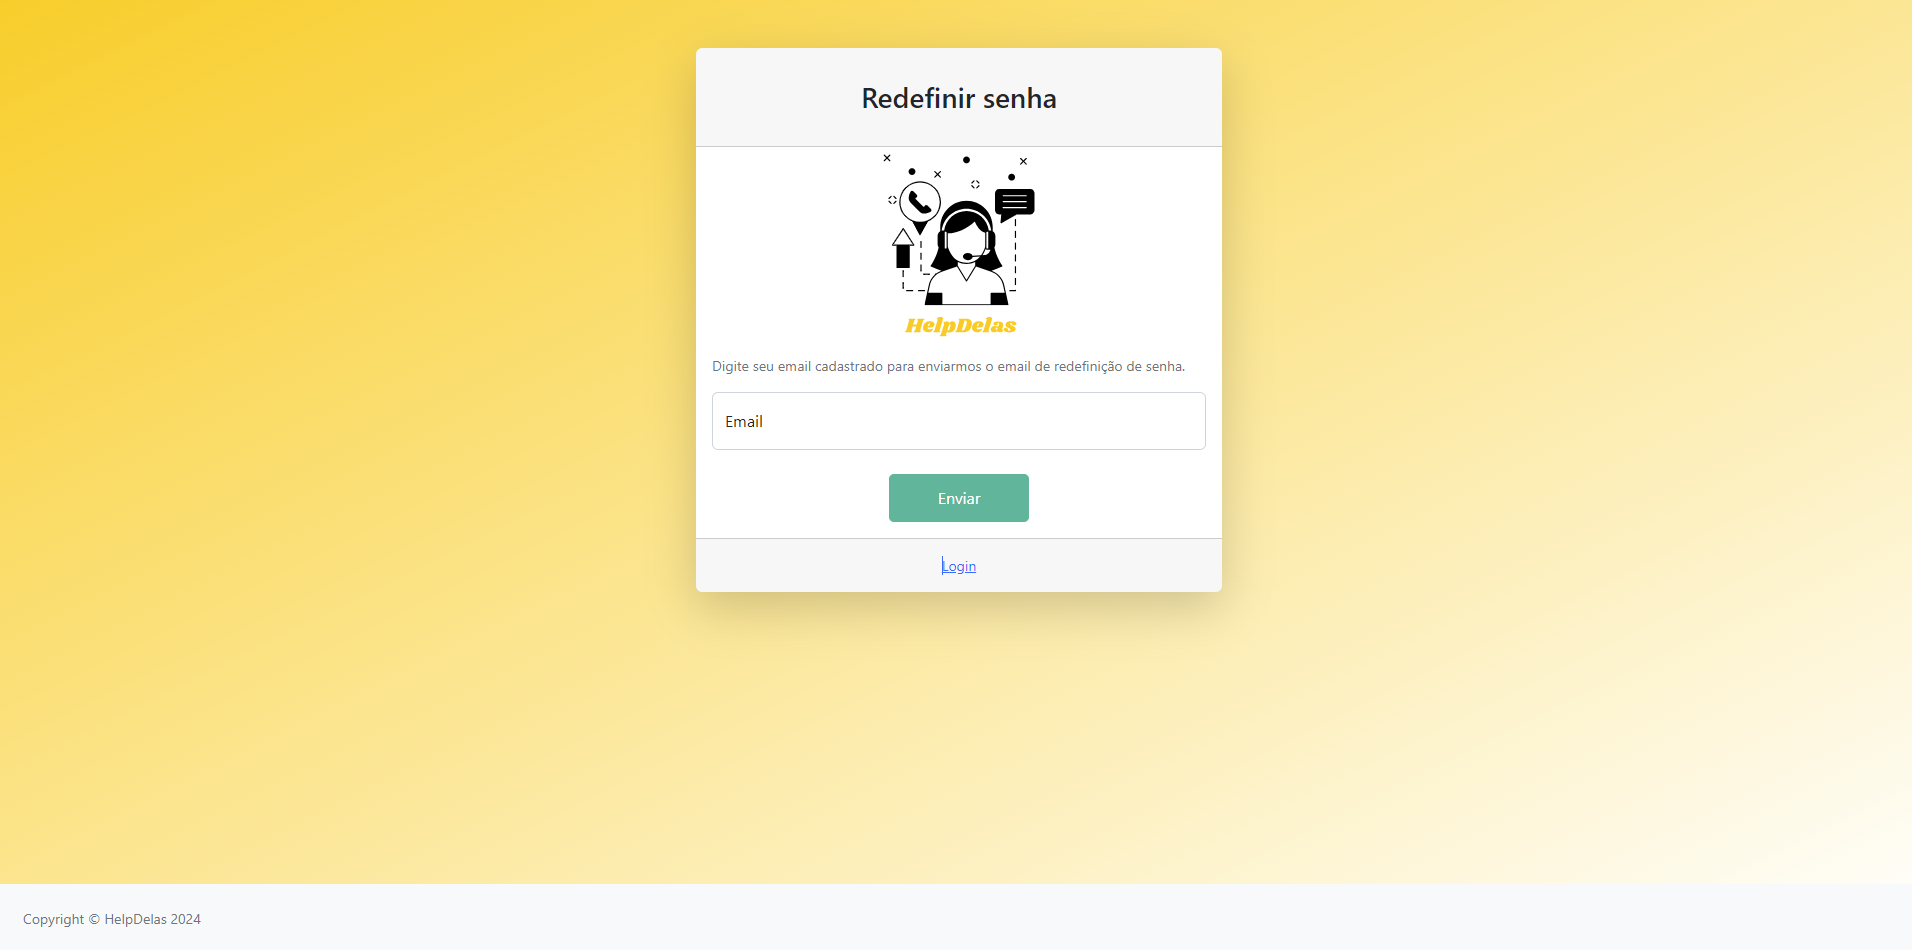 Redefinir senha
HelpDelas
Digite seu email cadastrado para enviarmos o email de redefinição de senha.
Email
Enviar
Login
Copyright © HelpDelas 2024